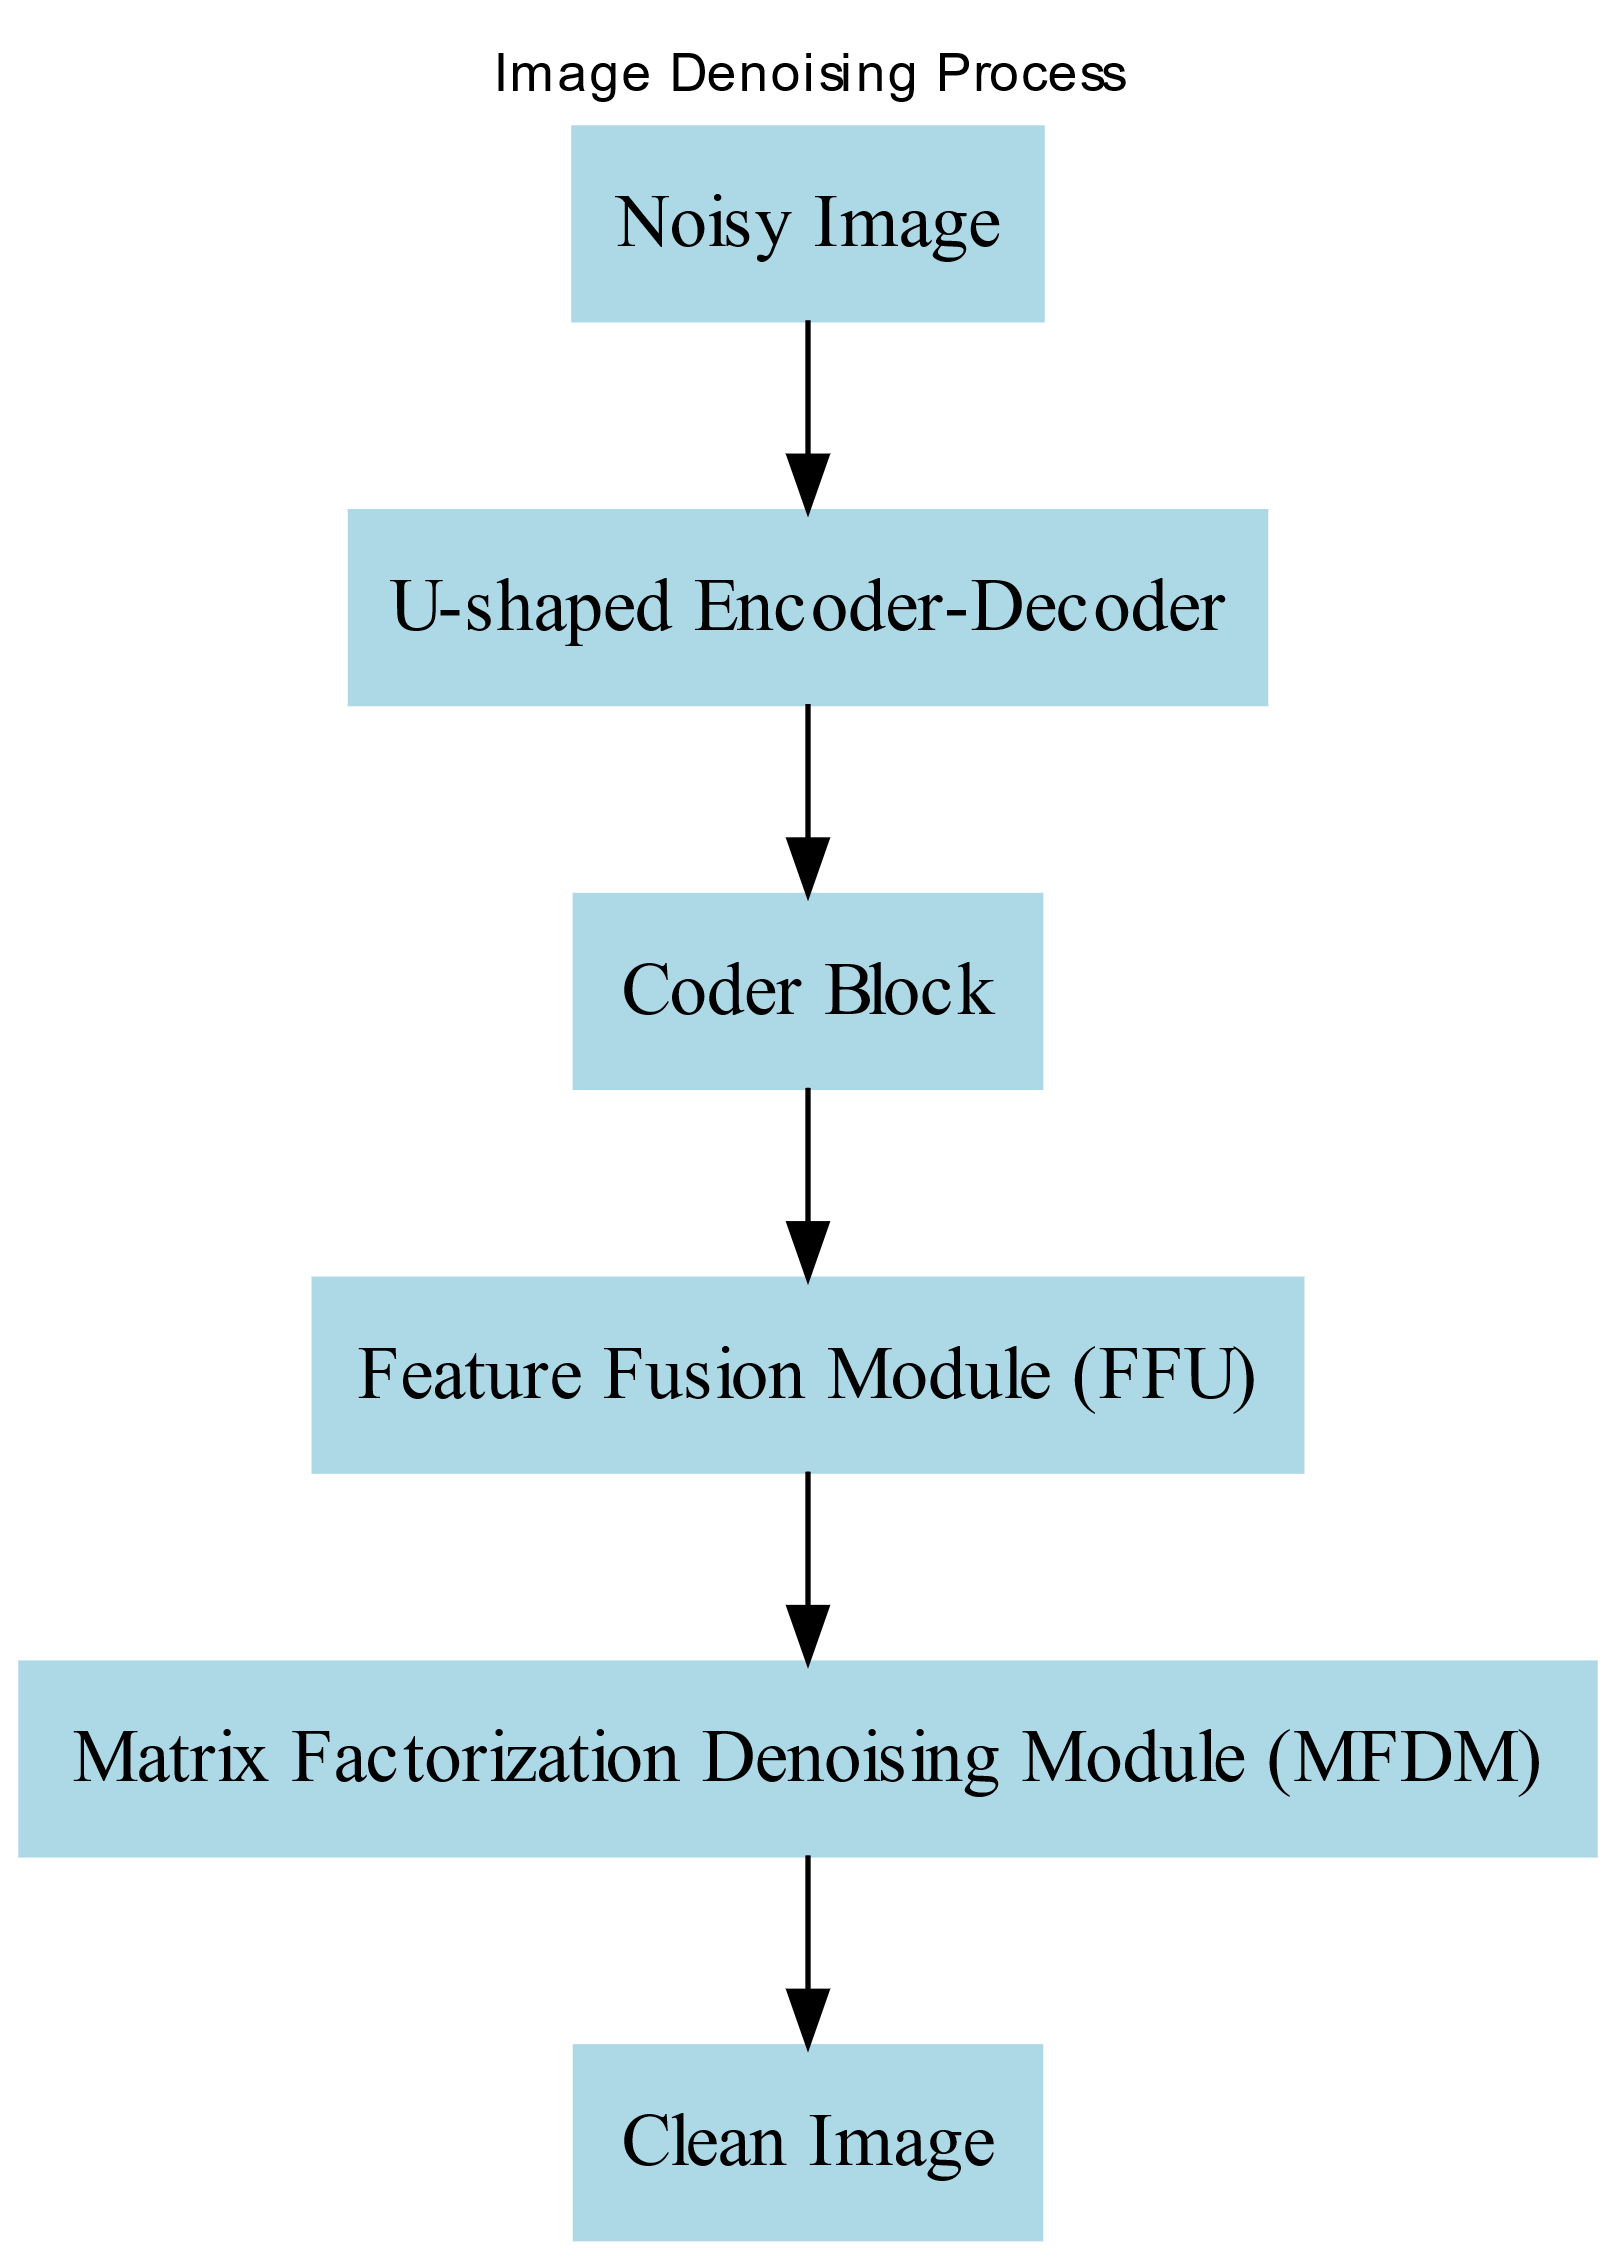 Image Denoising Process
Noisy Image
U-shaped Encoder-Decoder
Coder Block
Feature Fusion Module (FFU)
Matrix Factorization Denoising Module (MFDM)
Clean Image